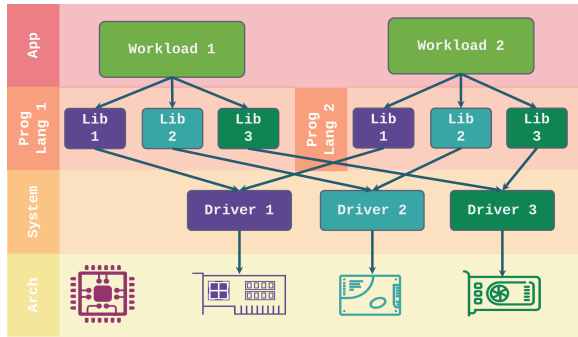 App
Workload 1
Workload 2
Prog
Lang 1
Lib
1
Lib
2
Lib
3
Prog
Lang 2
Lib
1
Lib
2
Lib
3
System
Driver 1
Driver 2
Driver 3
Arch